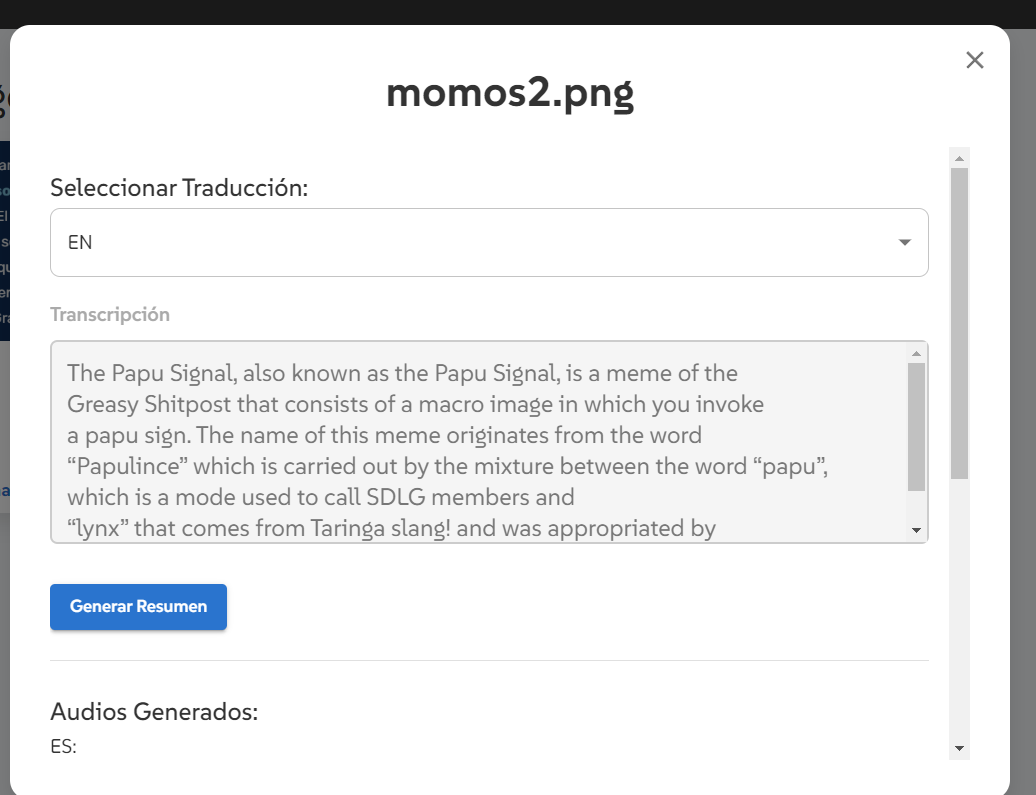 momos2.png
Seleccionar Traducción:
EN
Transcripción
The Papu Signal, also known as the Papu Signal, is a meme of the
Greasy Shitpost that consists of a macro image in which you invoke
a papu sign. The name of this meme originates from the word
“Papulince” which is carried out by the mixture between the word “papu”,
which is a mode used to call SDLG members and
“lynx” that comes from Taringa slang! and was appropriated by
Generar Resumen
Audios Generados:
ES: